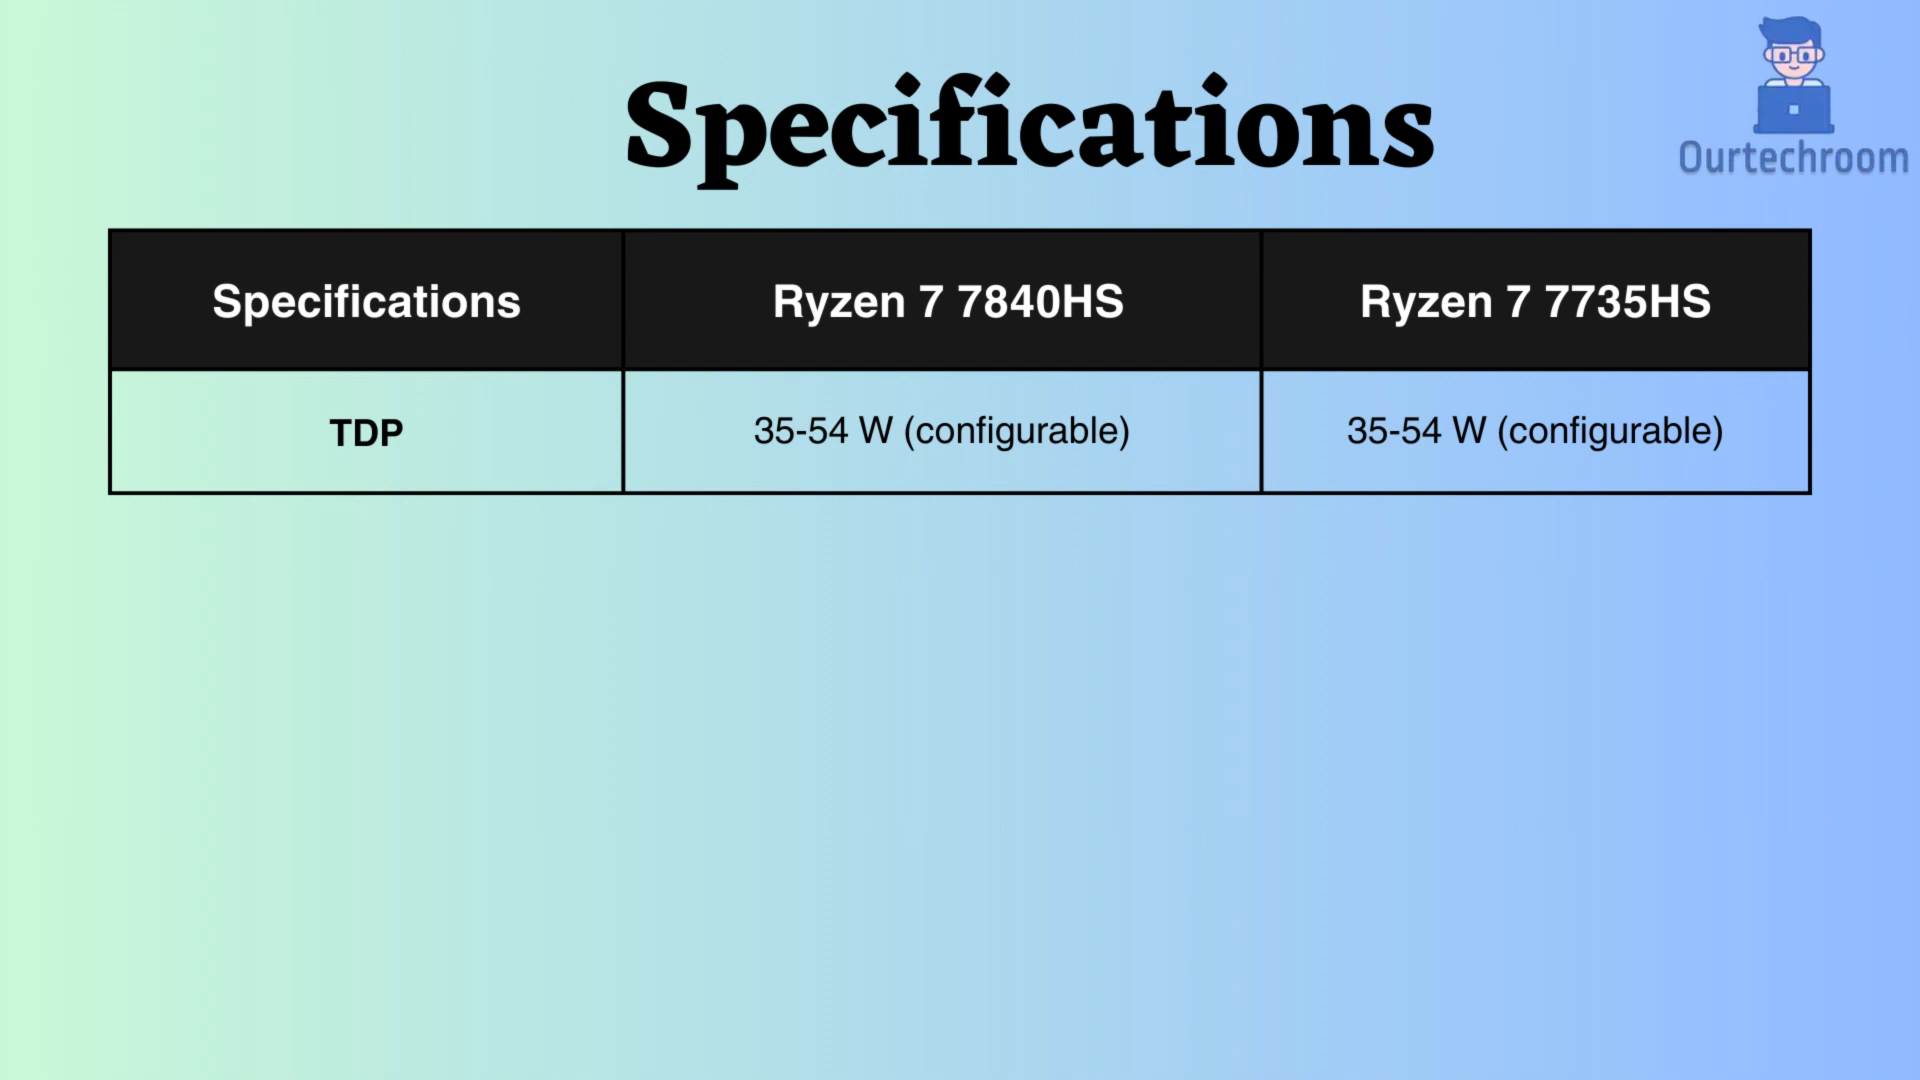 Specifications
Ourtechroom
Specifications Ryzen 7 7840HS Ryzen 7 7735HS
TDP 35-54 W (configurable) 35-54 W (configurable)